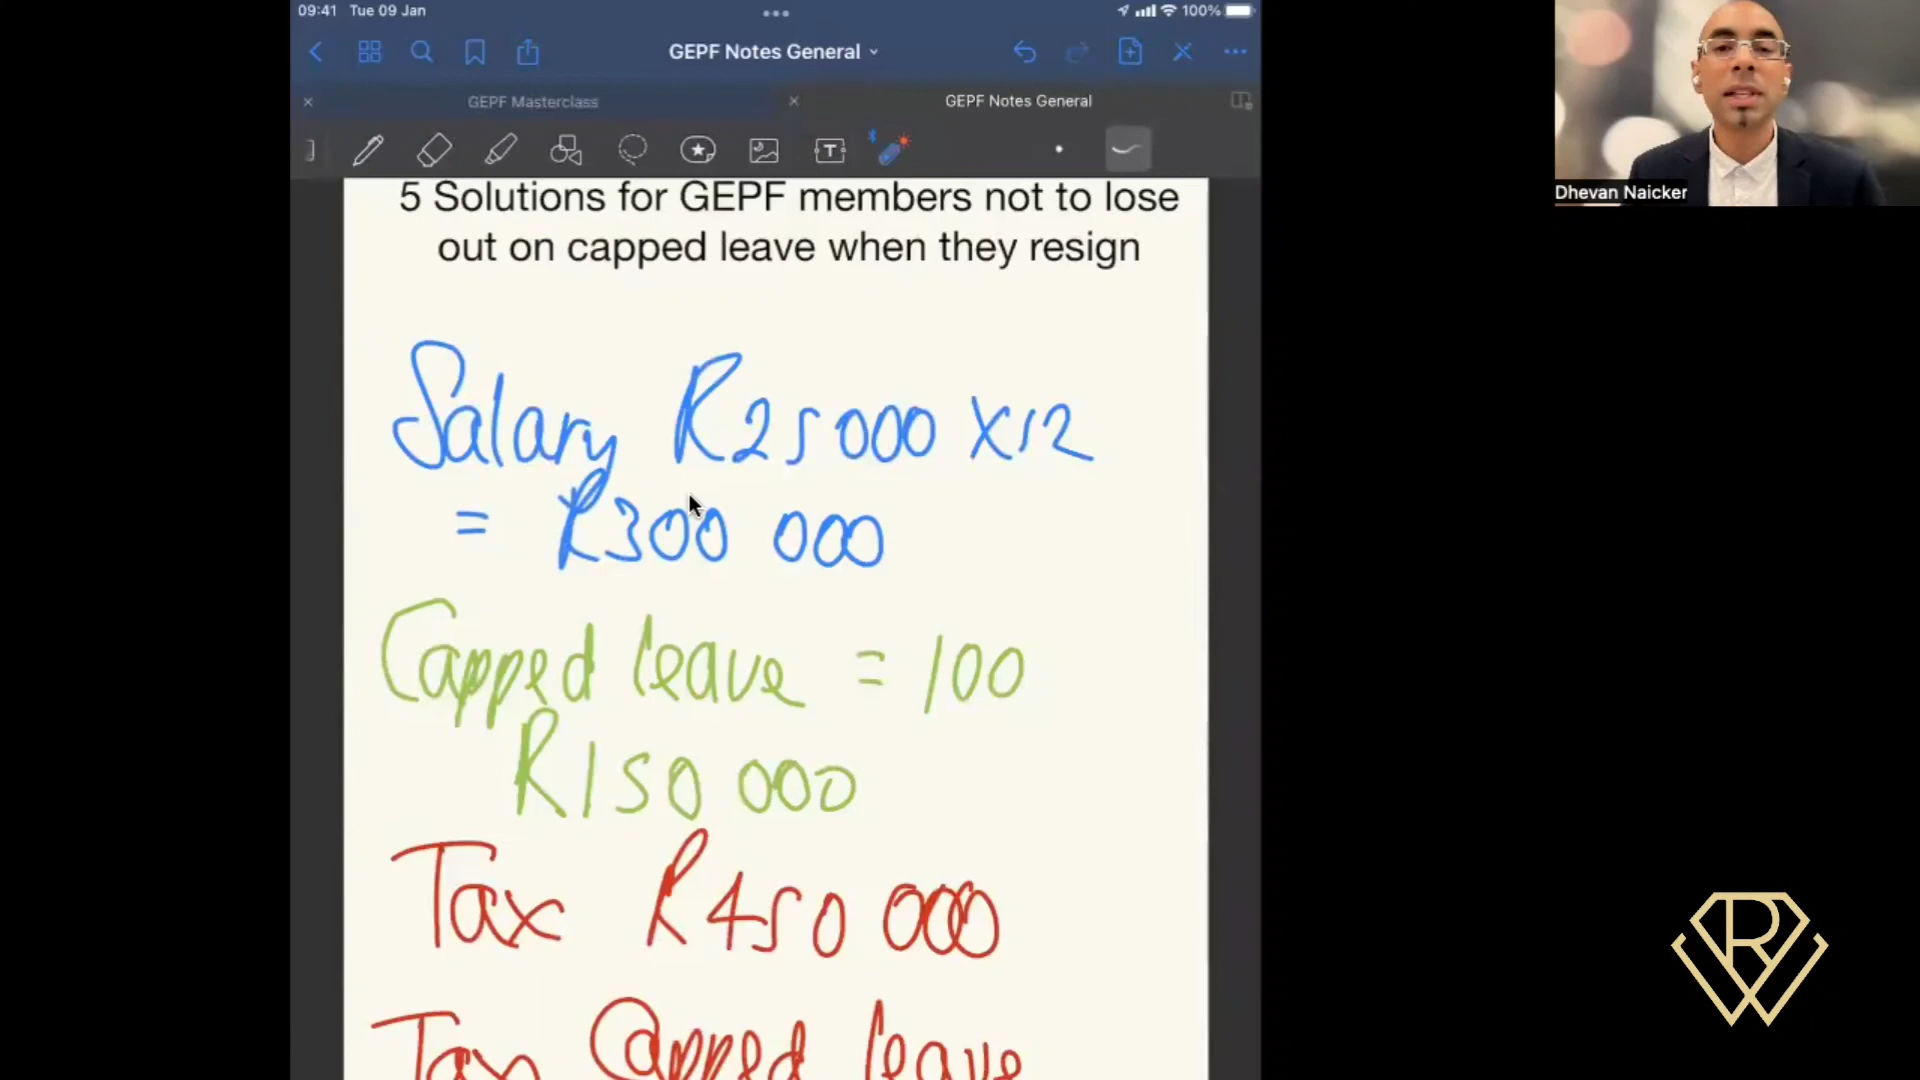 09:41 Tue 09 Jan
100%
GEPF Notes General
GEPF Masterclass
GEPF Notes General
5 Solutions for GEPF members not to lose
out on capped leave when they resign
Salary R25000 x12
= R300 000
Capped leave = 100
R150 000
Tax R450 000
Tax Capped leave
Dhevan Naicker